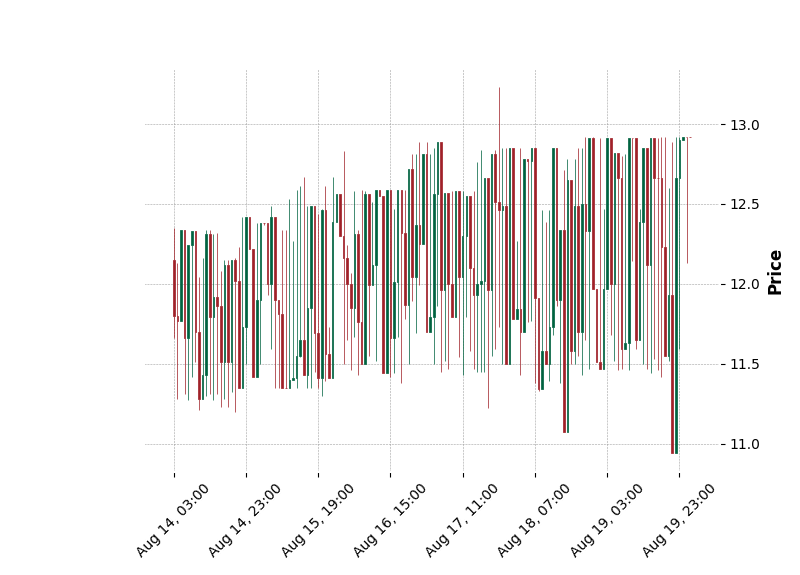 13.0
12.5
12.0
11.5
11.0
Price
Aug 14, 03:00
Aug 14, 23:00
Aug 15, 19:00
Aug 16, 15:00
Aug 17, 11:00
Aug 18, 07:00
Aug 19, 03:00
Aug 19, 23:00